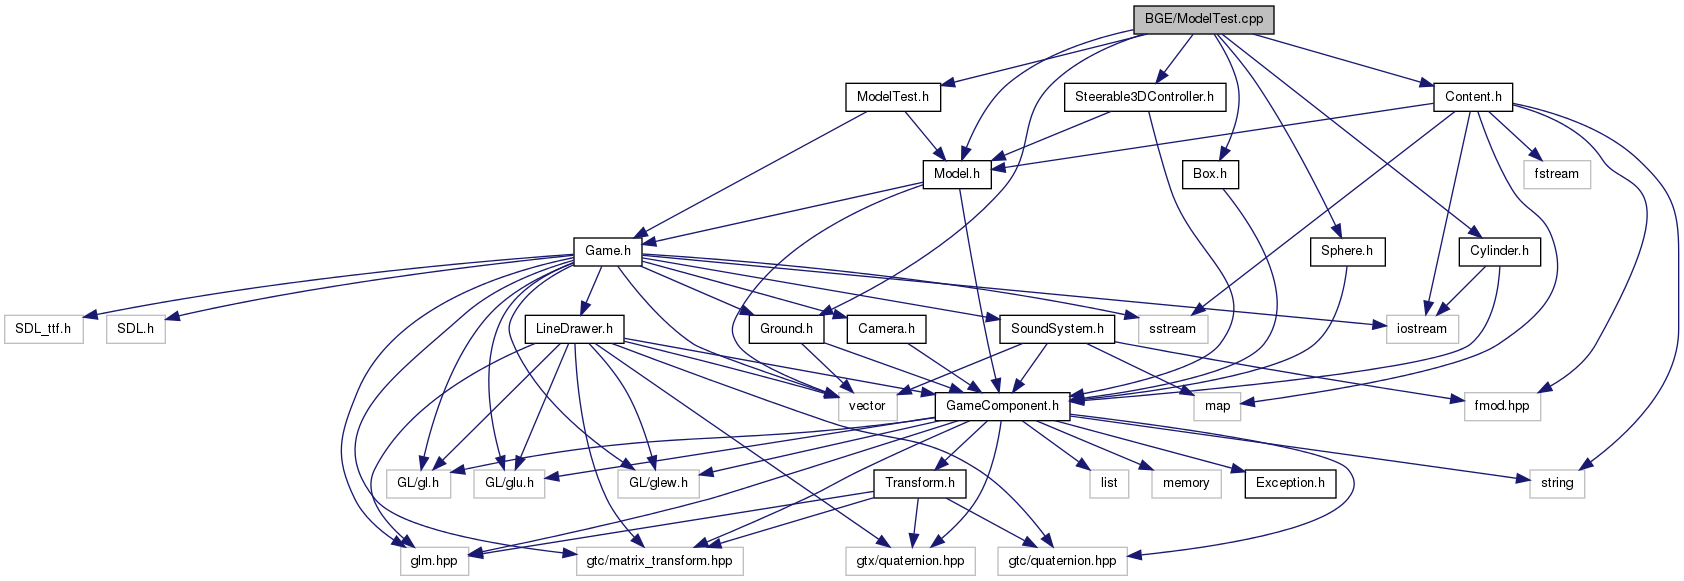 BGE/ModelTest.cpp
ModelTest.h
Steerable3DController.h
Content.h
Model.h
Box.h
fstream
Game.h
Sphere.h
Cylinder.h
SDL_ttf.h
SDL.h
LineDrawer.h
Ground.h
Camera.h
SoundSystem.h
sstream
iostream
vector
GameComponent.h
map
fmod.hpp
GL/gl.h
GL/glu.h
GL/glew.h
Transform.h
list
memory
Exception.h
string
glm.hpp
gtc/matrix_transform.hpp
gtx/quaternion.hpp
gtc/quaternion.hpp